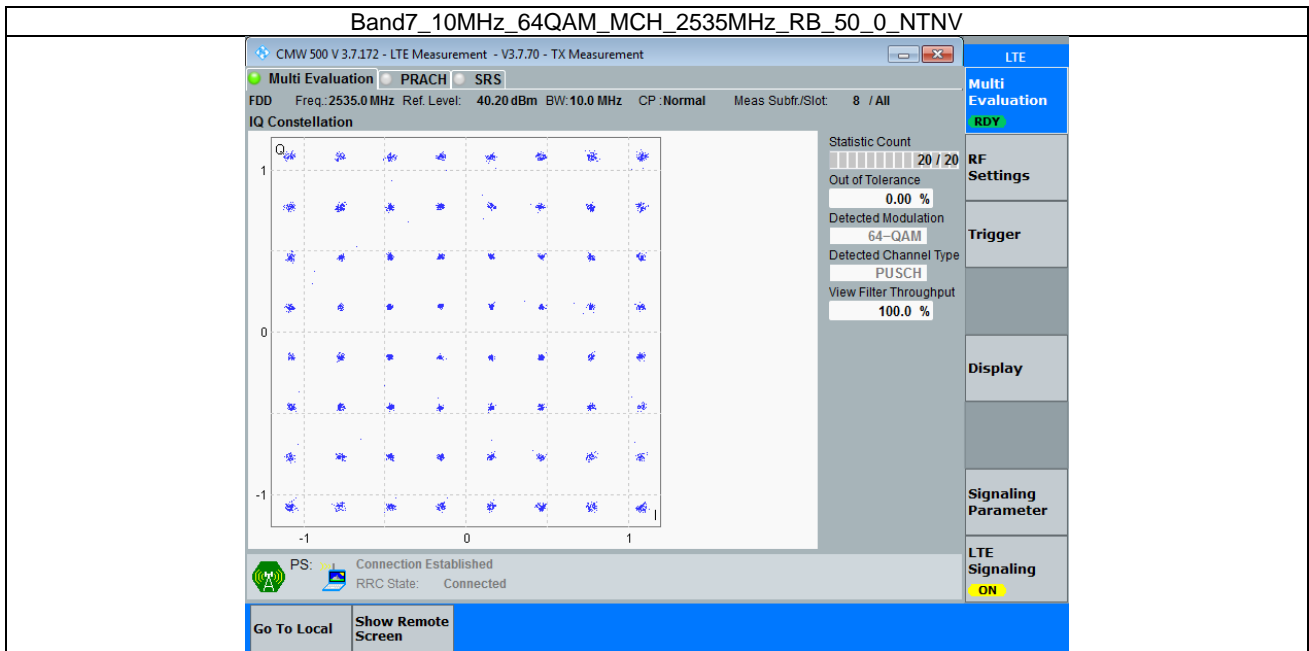 Band7_10MHz_64QAM_MCH_2535MHz_RB_50_0_NTNV
CMW 500 V 3.7.172 - LTE Measurement - V3.7.70 - TX Measurement
LTE
Multi Evaluation PRACH SRS
Multi
Evaluation
RDY
FDD Freq.:2535.0 MHz Ref. Level: 40.20 dBm BW:10.0 MHz CP :Normal Meas Subfr./Slot: 8 / All
IQ Constellation
Q
1
0
-1
-1
0
1
I
Statistic Count
20 / 20
Out of Tolerance
0.00 %
Detected Modulation
64-QAM
Detected Channel Type
PUSCH
View Filter Throughput
100.0 %
RF
Settings
Trigger
Display
Signaling
Parameter
LTE
Signaling
ON
PS:
Connection Established
RRC State: Connected
Go To Local
Show Remote
Screen